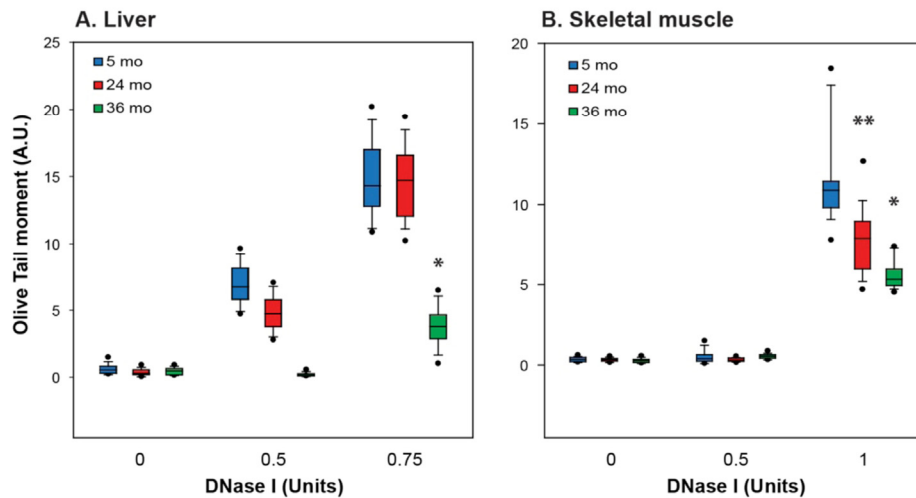 A. Liver
25
20
15
10
5
0
Olive Tail moment (A.U.)
5 mo
24 mo
36 mo
*
0 0.5 0.75
DNase I (Units)
B. Skeletal muscle
20
15
10
5
0
5 mo
24 mo
36 mo
**
*
0 0.5 1
DNase I (Units)